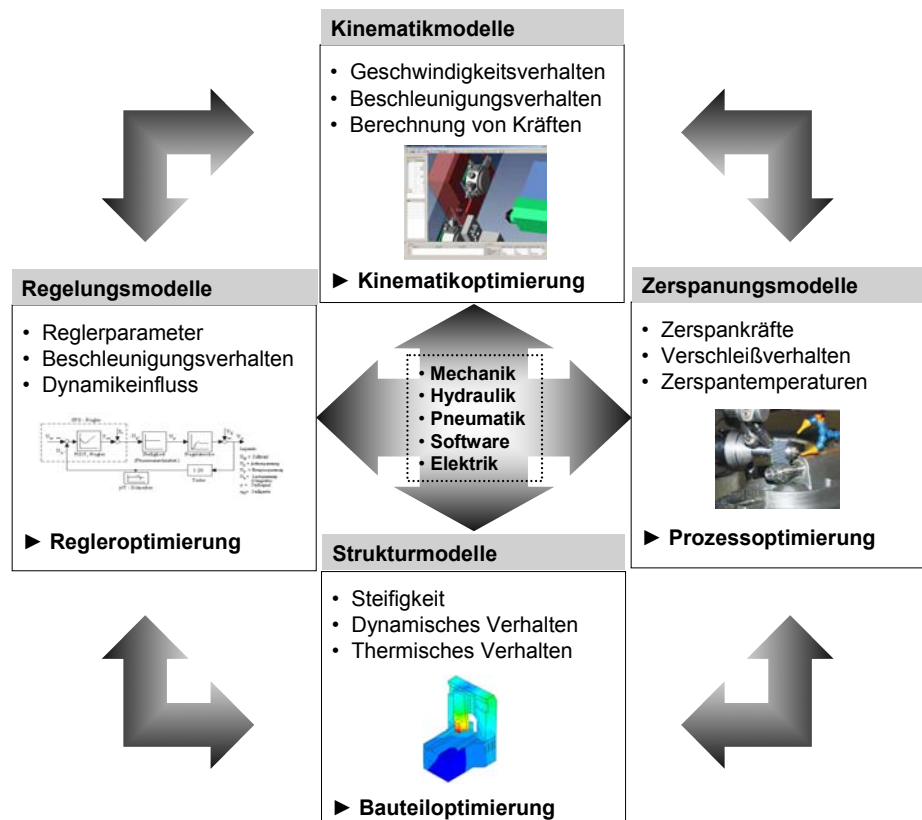 Kinematikmodelle
• Geschwindigkeitsverhalten
• Beschleunigungsverhalten
• Berechnung von Kräften
► Kinematikoptimierung
Regelungsmodelle
• Reglerparameter
• Beschleunigungsverhalten
• Dynamikeinfluss
► Regleroptimierung
• Mechanik
• Hydraulik
• Pneumatik
• Software
• Elektrik
Zerspanungsmodelle
• Zerspankräfte
• Verschleißverhalten
• Zerspantemperaturen
► Prozessoptimierung
Strukturmodelle
• Steifigkeit
• Dynamisches Verhalten
• Thermisches Verhalten
► Bauteiloptimierung